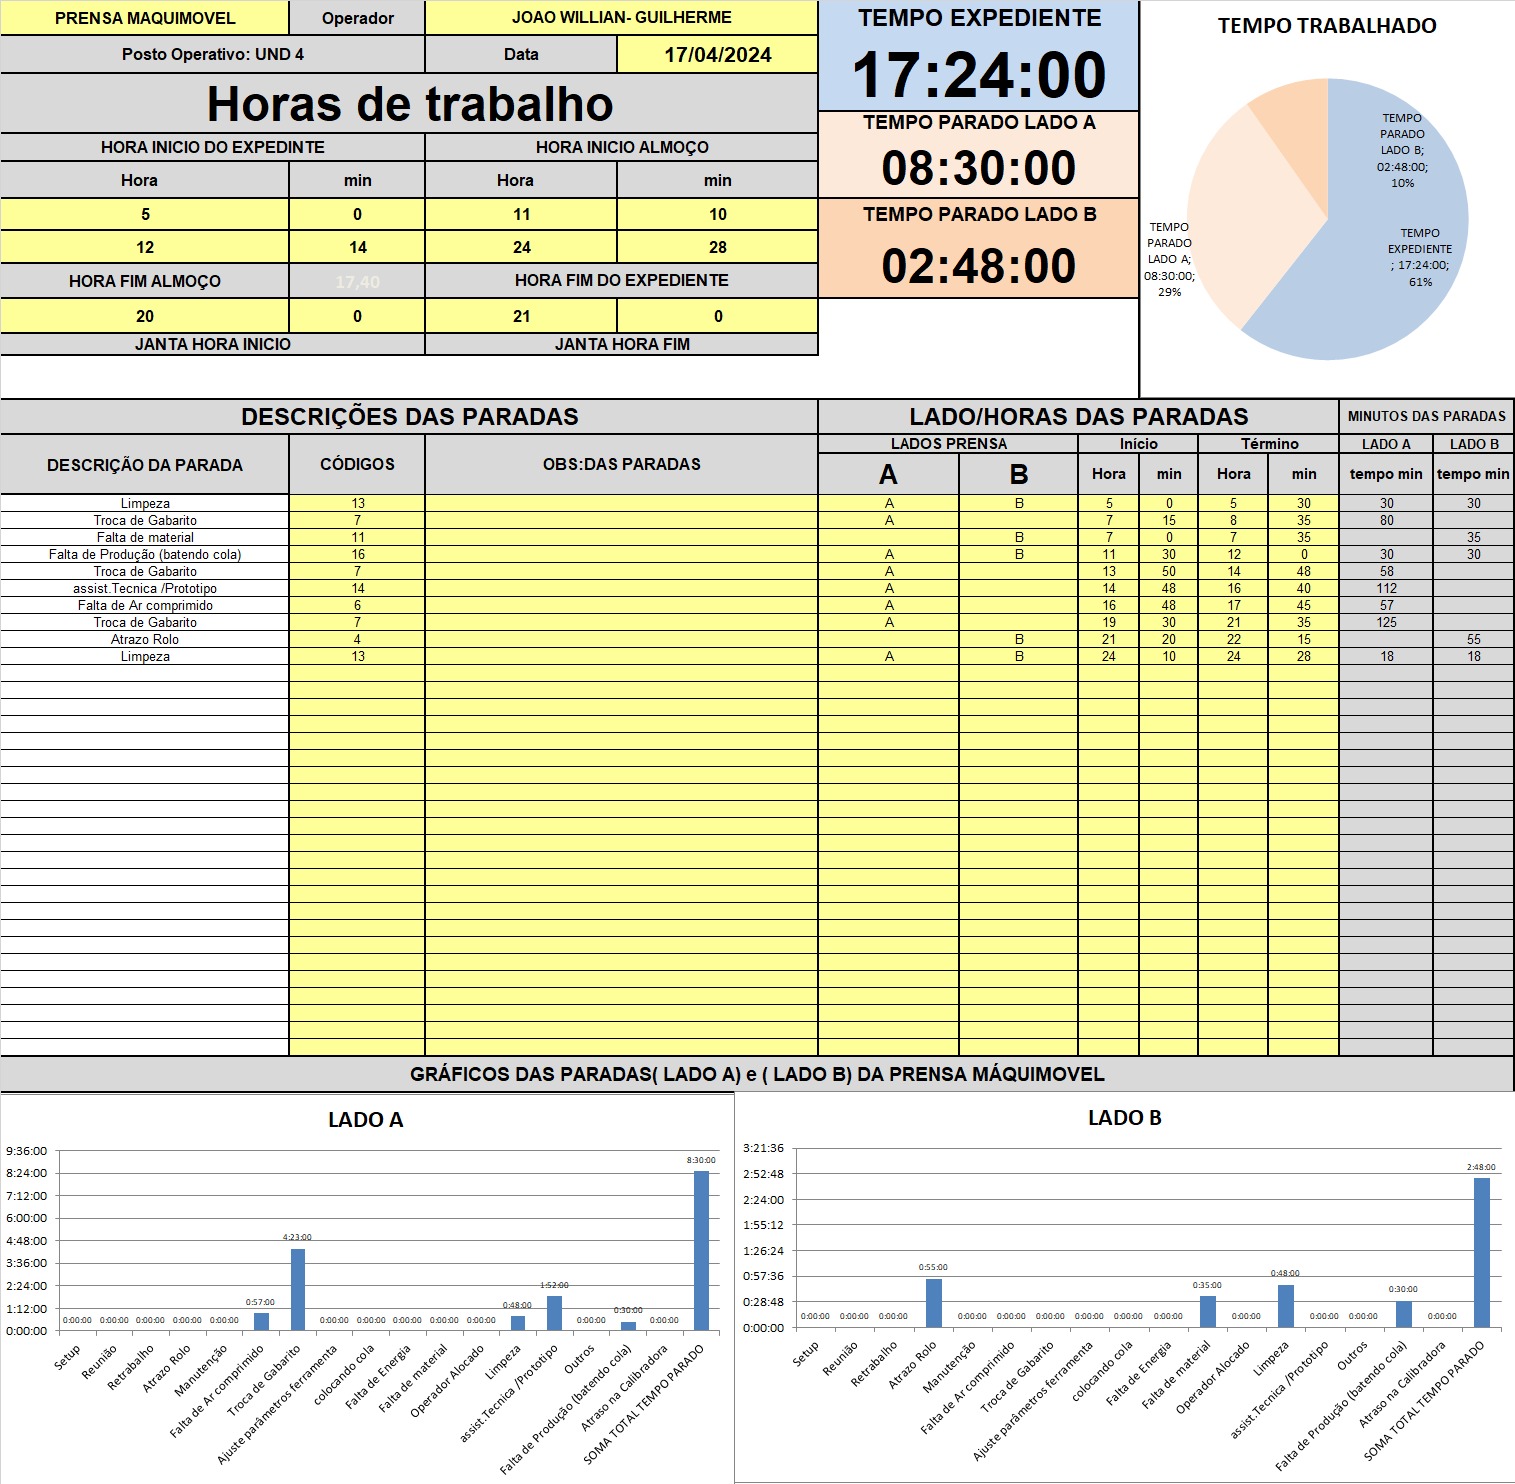 PRENSA MAQUIMOVEL Operador JOAO WILLIAN- GUILHERME
Posto Operativo: UND 4 Data 17/04/2024
Horas de trabalho
HORA INICIO DO EXPEDINTE HORA INICIO ALMOÇO
Hora min Hora min
5 0 11 10
12 14 24 28
HORA FIM ALMOÇO 17,40 HORA FIM DO EXPEDIENTE
20 0 21 0
JANTA HORA INICIO JANTA HORA FIM
TEMPO EXPEDIENTE
17:24:00
TEMPO PARADO LADO A
08:30:00
TEMPO PARADO LADO B
02:48:00
TEMPO TRABALHADO
TEMPO
PARADO
LADO B;
02:48:00;
10%
TEMPO
PARADO
LADO A;
08:30:00;
29%
TEMPO
EXPEDIENTE
; 17:24:00;
61%
DESCRIÇÕES DAS PARADAS LADO/HORAS DAS PARADAS MINUTOS DAS PARADAS
DESCRIÇÃO DA PARADA CÓDIGOS OBS:DAS PARADAS LADOS PRENSA Início Término LADO A LADO B
A B Hora min Hora min tempo min tempo min
Limpeza 13 A B 5 0 5 30 30 30
Troca de Gabarito 7 A 7 15 8 35 80
Falta de material 11 B 7 0 7 35 35
Falta de Produção (batendo cola) 16 A B 11 30 12 0 30 30
Troca de Gabarito 7 A 13 50 14 48 58
assist.Tecnica /Prototipo 14 A 14 48 16 40 112
Falta de Ar comprimido 6 A 16 48 17 45 57
Troca de Gabarito 7 A 19 30 21 35 125
Atrazo Rolo 4 B 21 20 22 15 55
Limpeza 13 A B 24 10 24 28 18 18
GRÁFICOS DAS PARADAS( LADO A) e ( LADO B) DA PRENSA MÁQUIMOVEL
LADO A
9:36:00
8:24:00
7:12:00
6:00:00
4:48:00
3:36:00
2:24:00
1:12:00
0:00:00
0:00:00 0:00:00 0:00:00 0:00:00 0:00:00 0:57:00 4:23:00 0:00:00 0:00:00 0:00:00 0:00:00 0:00:00 0:48:00 1:52:00 0:00:00 0:30:00 0:00:00 8:30:00
Setup
Reunião
Retrabalho
Atrazo Rolo
Manutenção
Falta de Ar comprimido
Troca de Gabarito
Ajuste parâmetros ferramenta
colocando cola
Falta de Energia
Falta de material
Operador Alocado
Limpeza
assist.Tecnica /Prototipo
Outros
Falta de Produção (batendo cola)
Atraso na Calibradora
SOMA TOTAL TEMPO PARADO
LADO B
3:21:36
2:52:48
2:24:00
1:55:12
1:26:24
0:57:36
0:28:48
0:00:00
0:00:00 0:00:00 0:00:00 0:55:00 0:00:00 0:00:00 0:00:00 0:00:00 0:00:00 0:00:00 0:35:00 0:00:00 0:48:00 0:00:00 0:00:00 0:30:00 0:00:00 2:48:00
Setup
Reunião
Retrabalho
Atrazo Rolo
Manutenção
Falta de Ar comprimido
Troca de Gabarito
Ajuste parâmetros ferramenta
colocando cola
Falta de Energia
Falta de material
Operador Alocado
Limpeza
assist.Tecnica /Prototipo
Outros
Falta de Produção (batendo cola)
Atraso na Calibradora
SOMA TOTAL TEMPO PARADO